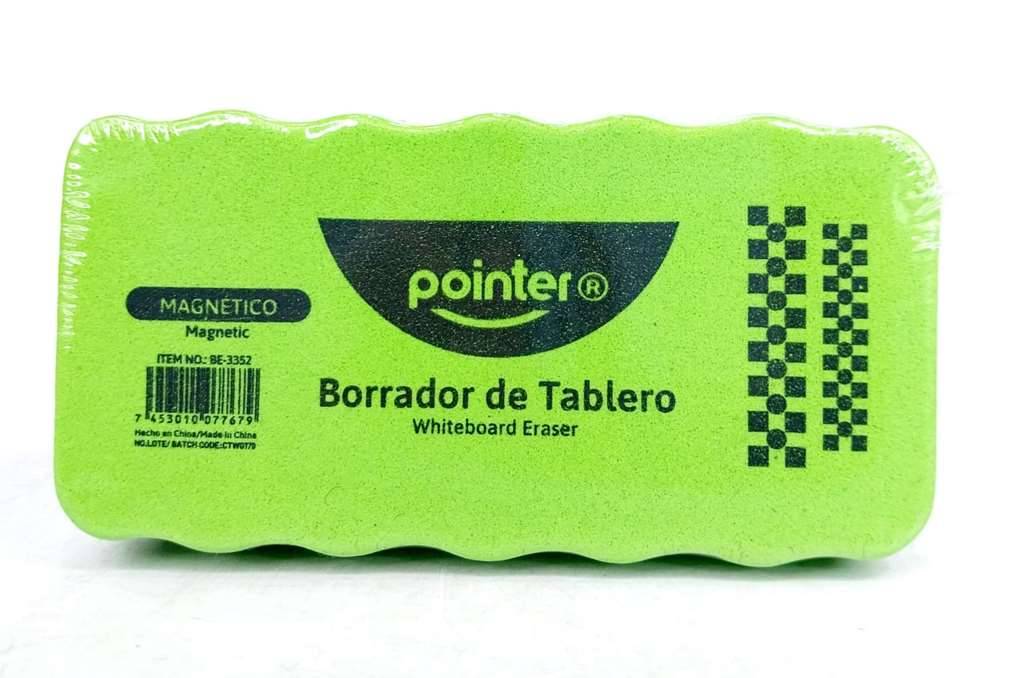 pointer®
MAGNÉTICO
Magnetic
ITEM NO.: BE-3352
7 453010 077679
Hecho en China/Made in China
NO.LOTE/ BATCH CODE:CTWG179
Borrador de Tablero
Whiteboard Eraser